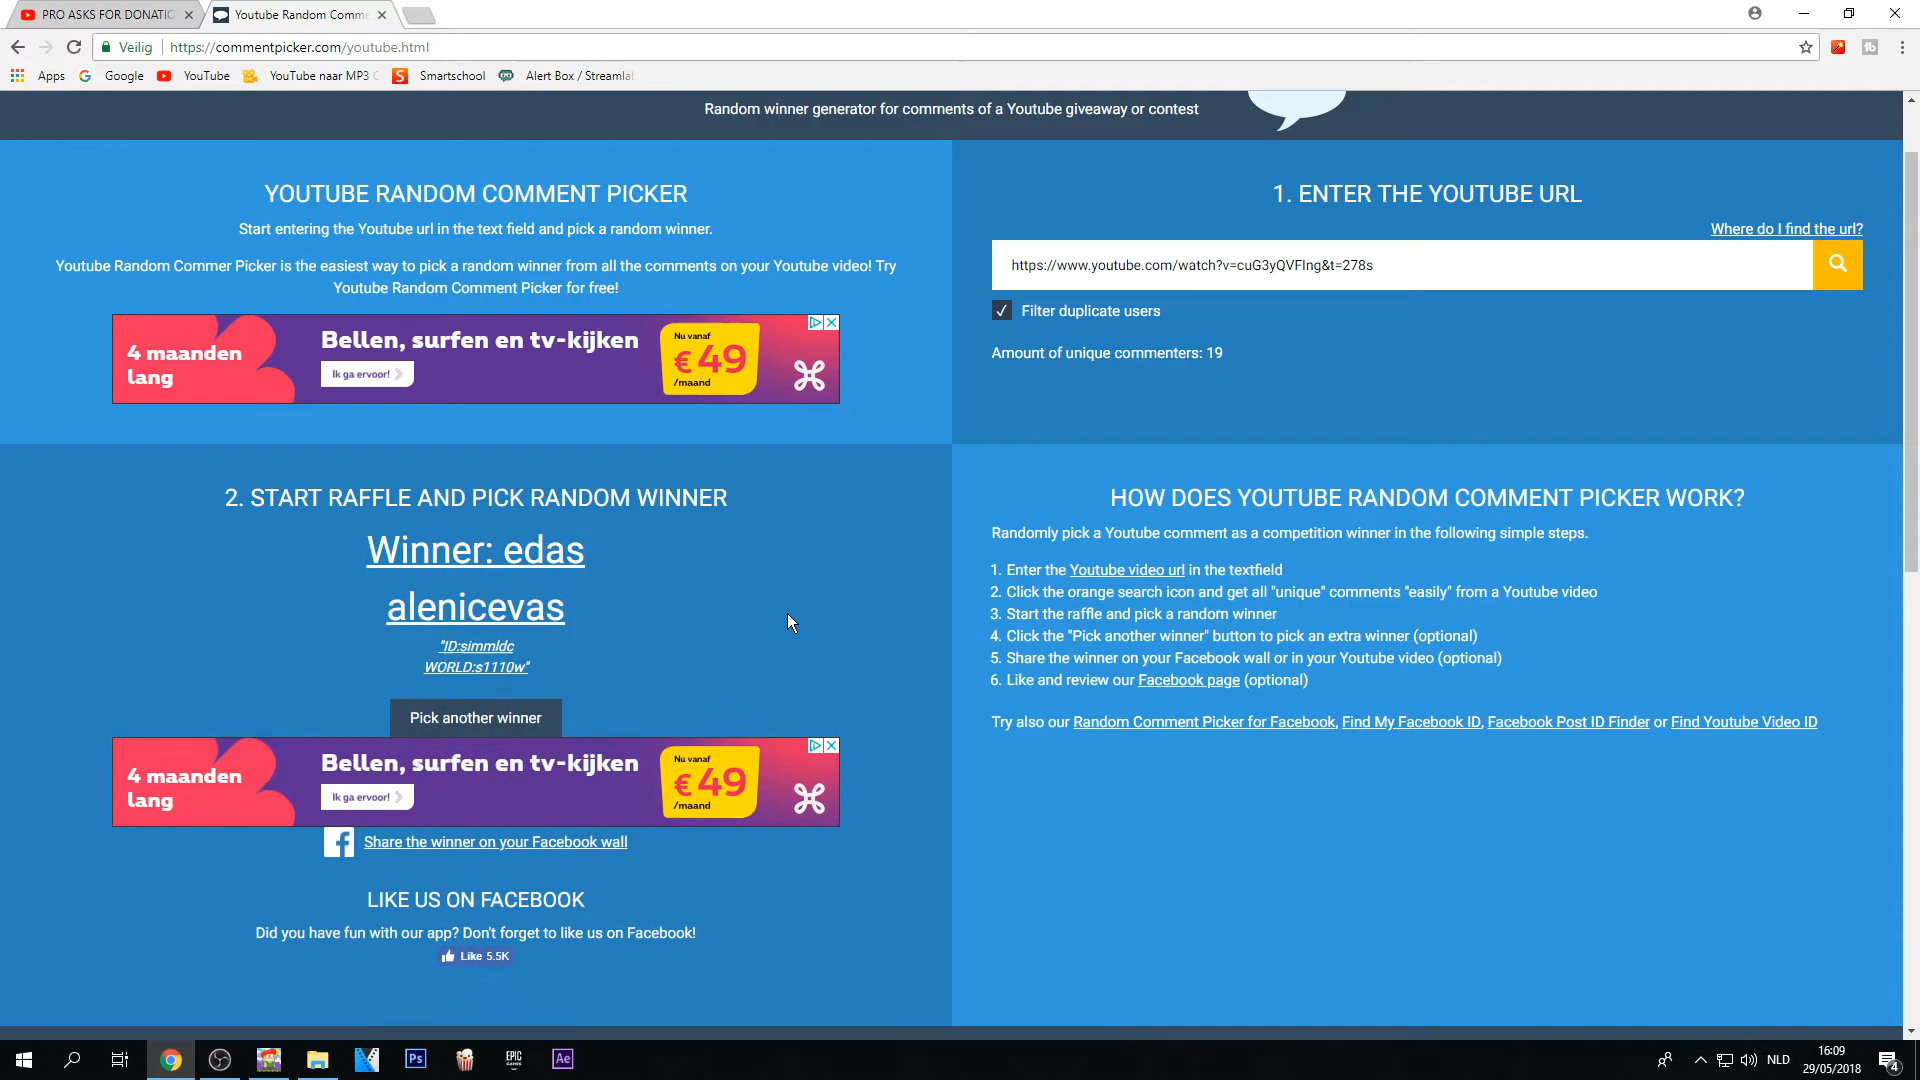 PRO ASKS FOR DONATIO
Youtube Random Comme
Veilig
https://commentpicker.com/youtube.html
Apps
Google
YouTube
YouTube naar MP3 C
Smartschool
Alert Box / Streamlab
Random winner generator for comments of a Youtube giveaway or contest
YOUTUBE RANDOM COMMENT PICKER
Start entering the Youtube url in the text field and pick a random winner.
Youtube Random Commer Picker is the easiest way to pick a random winner from all the comments on your Youtube video! Try
Youtube Random Comment Picker for free!
4 maanden
lang
Bellen, surfen en tv-kijken
Ik ga ervoor!
Nu vanaf
€ 49
/maand
1. ENTER THE YOUTUBE URL
Where do I find the url?
https://www.youtube.com/watch?v=cuG3yQVFIng&t=278s
Filter duplicate users
Amount of unique commenters: 19
2. START RAFFLE AND PICK RANDOM WINNER
Winner: edas
alenicevas
"ID:simmldc
WORLD:s1110w"
Pick another winner
4 maanden
lang
Bellen, surfen en tv-kijken
Ik ga ervoor!
Nu vanaf
€ 49
/maand
Share the winner on your Facebook wall
LIKE US ON FACEBOOK
Did you have fun with our app? Don't forget to like us on Facebook!
Like 5.5K
HOW DOES YOUTUBE RANDOM COMMENT PICKER WORK?
Randomly pick a Youtube comment as a competition winner in the following simple steps.
1. Enter the Youtube video url in the textfield
2. Click the orange search icon and get all "unique" comments "easily" from a Youtube video
3. Start the raffle and pick a random winner
4. Click the "Pick another winner" button to pick an extra winner (optional)
5. Share the winner on your Facebook wall or in your Youtube video (optional)
6. Like and review our Facebook page (optional)
Try also our Random Comment Picker for Facebook, Find My Facebook ID, Facebook Post ID Finder or Find Youtube Video ID
Ps
EPIC
GAMES
Ae
NLD
16:09
29/05/2018
4